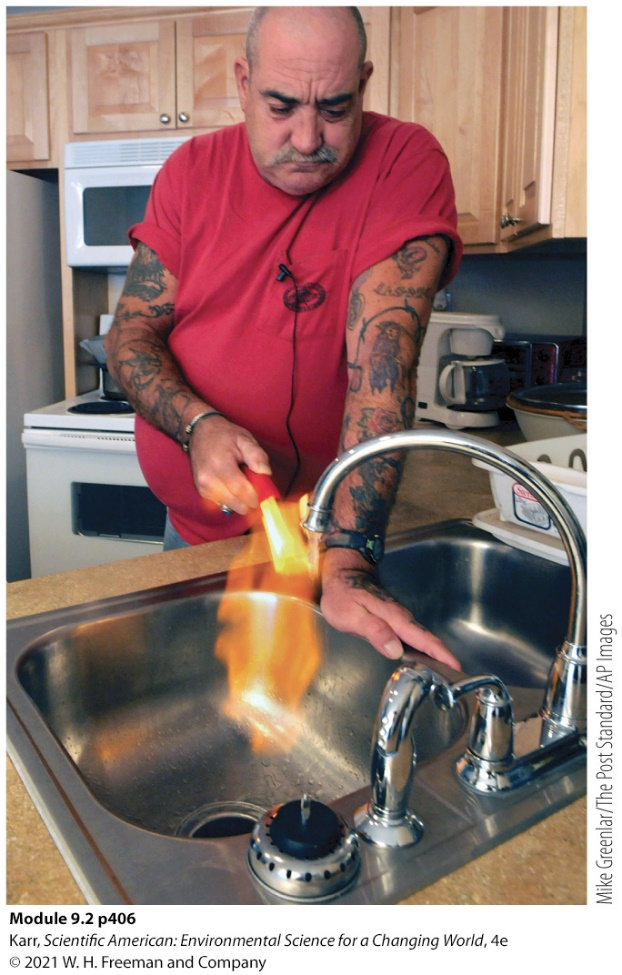 Mike Greenlar/The Post Standard/AP Images
Module 9.2 p406
Karr, Scientific American: Environmental Science for a Changing World, 4e
© 2021 W. H. Freeman and Company